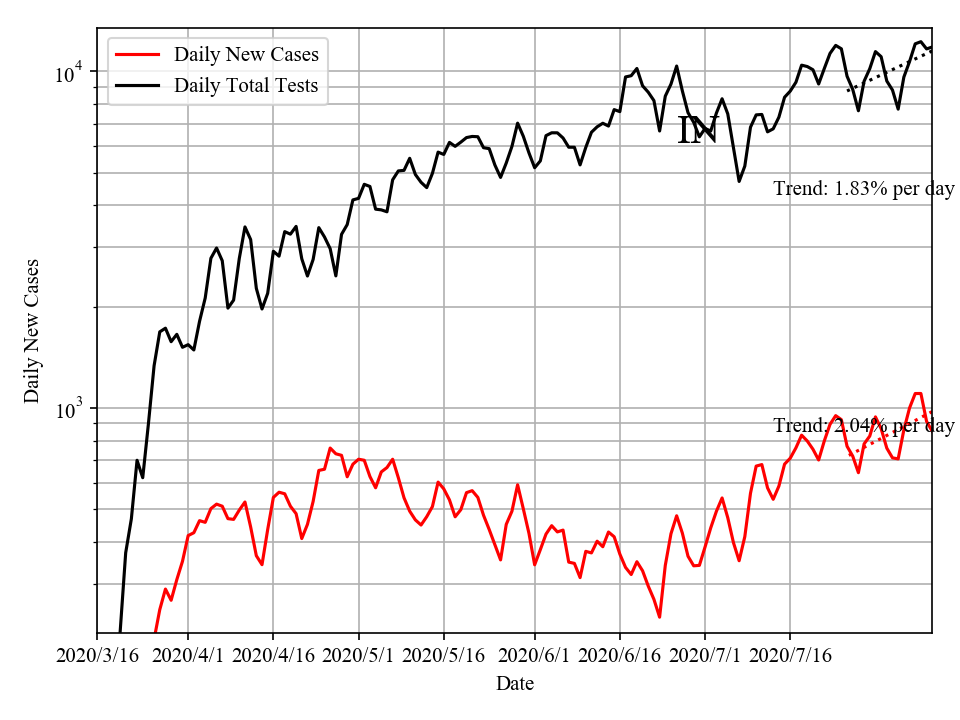 Daily New Cases
Daily Total Tests
10^4
IN
Trend: 1.83% per day
Daily New Cases
10^3
Trend: 2.04% per day
2020/3/16 2020/4/1 2020/4/16 2020/5/1 2020/5/16 2020/6/1 2020/6/16 2020/7/1 2020/7/16
Date